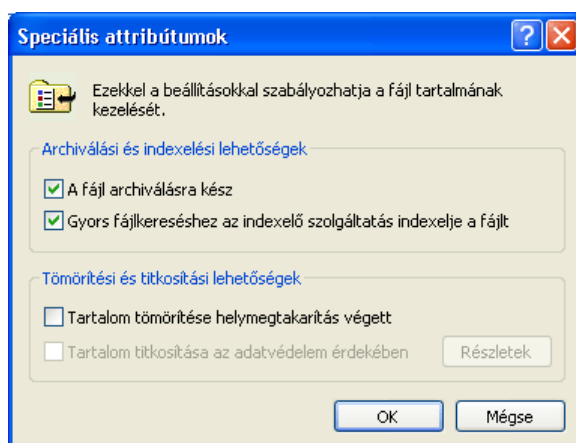 Speciális attribútumok
Ezekkel a beállításokkal szabályozhatja a fájl tartalmának
kezelését.
Archiválási és indexelési lehetőségek
A fájl archiválásra kész
Gyors fájlkereséshez az indexelő szolgáltatás indexelje a fájlt
Tömörítési és titkosítási lehetőségek
Tartalom tömörítése helymegtakarítás végett
Tartalom titkosítása az adatvédelem érdekében Részletek
OK Mégse